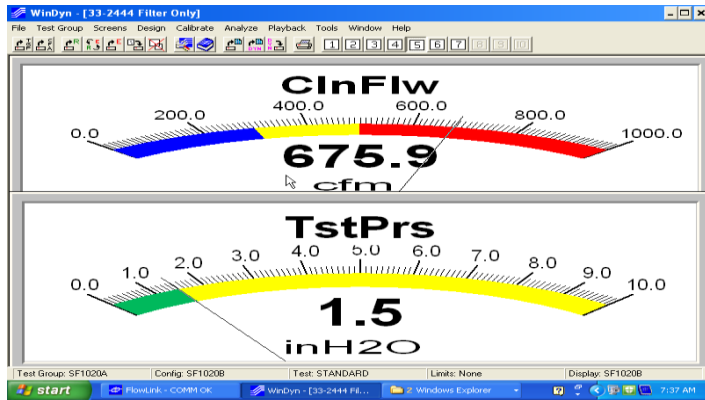 WinDyn - [33-2444 Filter Only]
File Test Group Screens Design Calibrate Analyze Playback Tools Window Help
1 2 3 4 5 6 7 8 9 10
ClnFlw
0.0 200.0 400.0 600.0 800.0 1000.0
675.9
cfm
TstPrs
0.0 1.0 2.0 3.0 4.0 5.0 6.0 7.0 8.0 9.0 10.0
1.5
inH2O
Test Group: SF1020A Config: SF1020B Test: STANDARD Limits: None Display: SF1020B
start FlowLink - COMM OK WinDyn - [33-2444 Fil... 2 Windows Explorer 7:37 AM